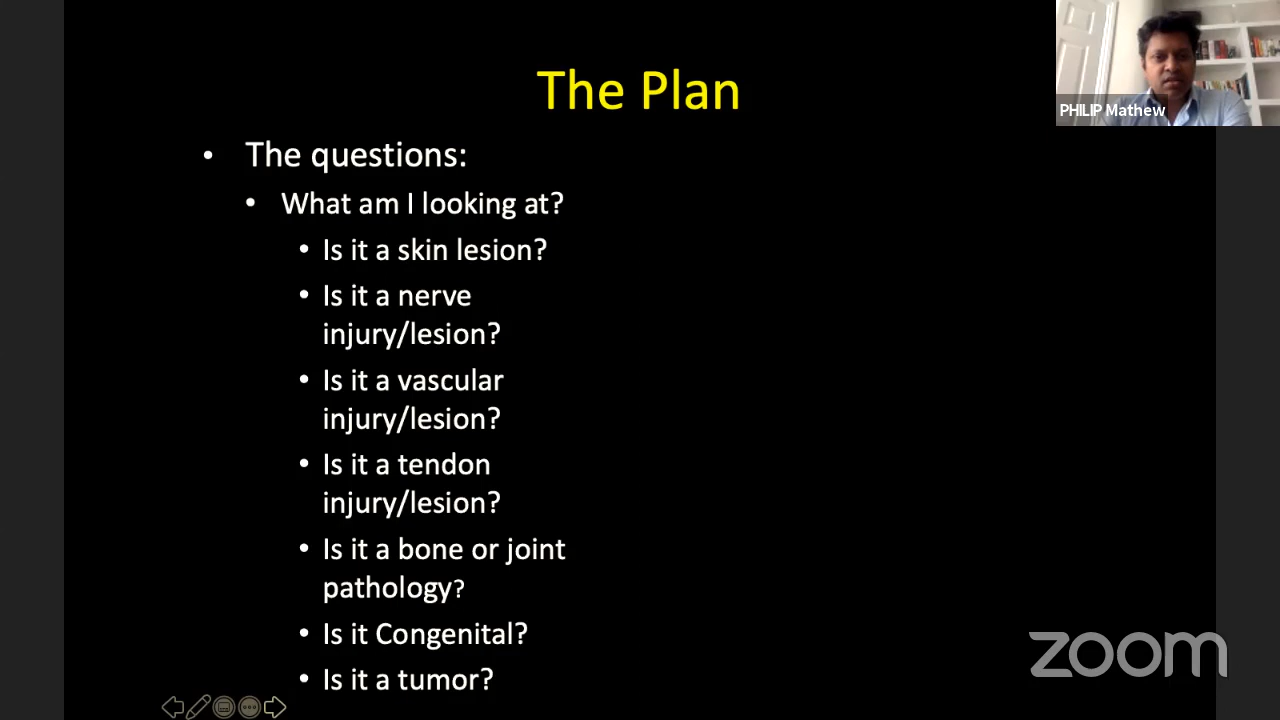 The Plan
PHILIP Mathew
• The questions:
• What am I looking at?
• Is it a skin lesion?
• Is it a nerve
injury/lesion?
• Is it a vascular
injury/lesion?
• Is it a tendon
injury/lesion?
• Is it a bone or joint
pathology?
• Is it Congenital?
• Is it a tumor?
zoom